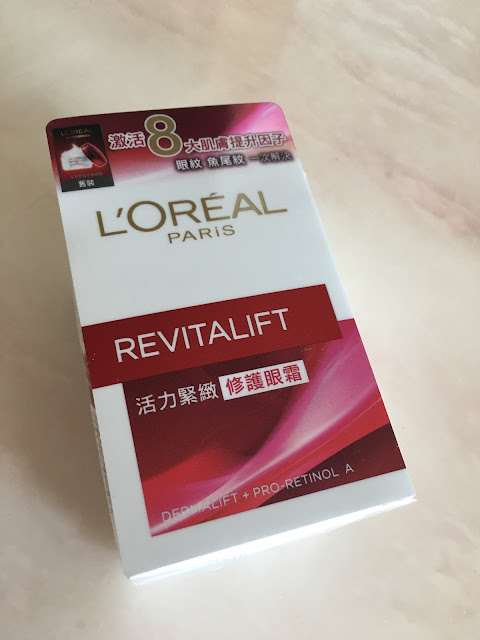 激活8大肌膚提升因子
眼紋 魚尾紋 一次解決
L'ORÉAL
舊裝
L'ORÉAL
PARiS
REVITALIFT
活力緊緻 修護眼霜
DERMALIFT + PRO-RETINOL A